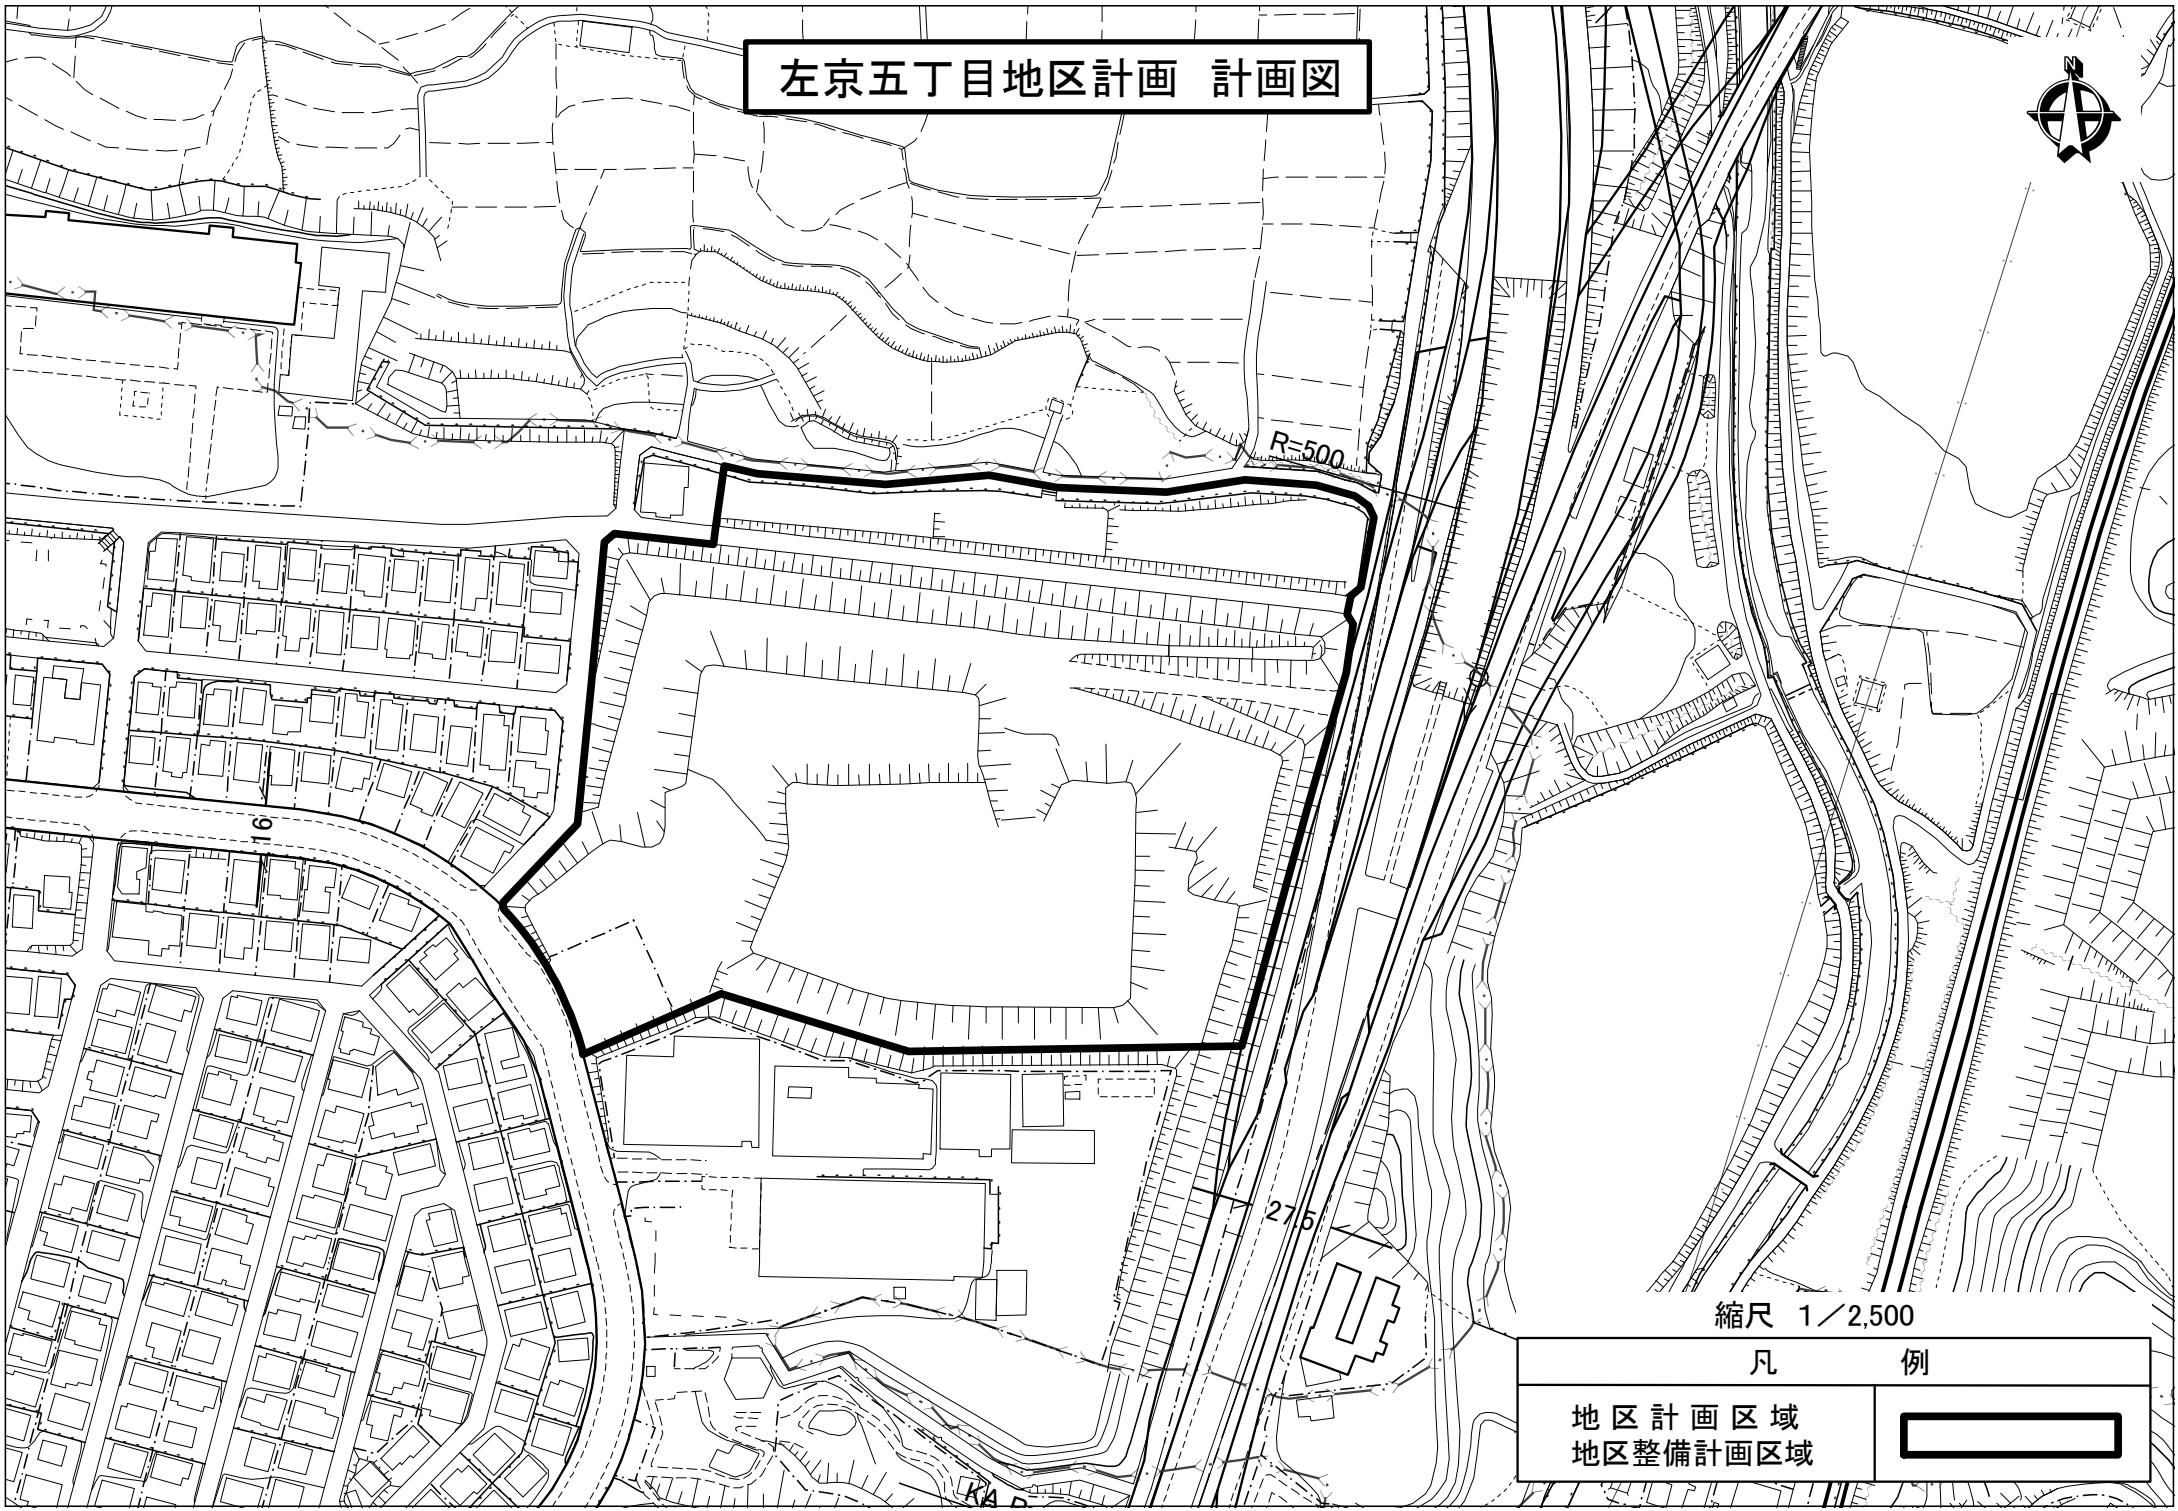 左京五丁目地区計画　計画図
N
R=500
16
27.5
縮尺　1／2,500
凡　例
地区計画区域
地区整備計画区域